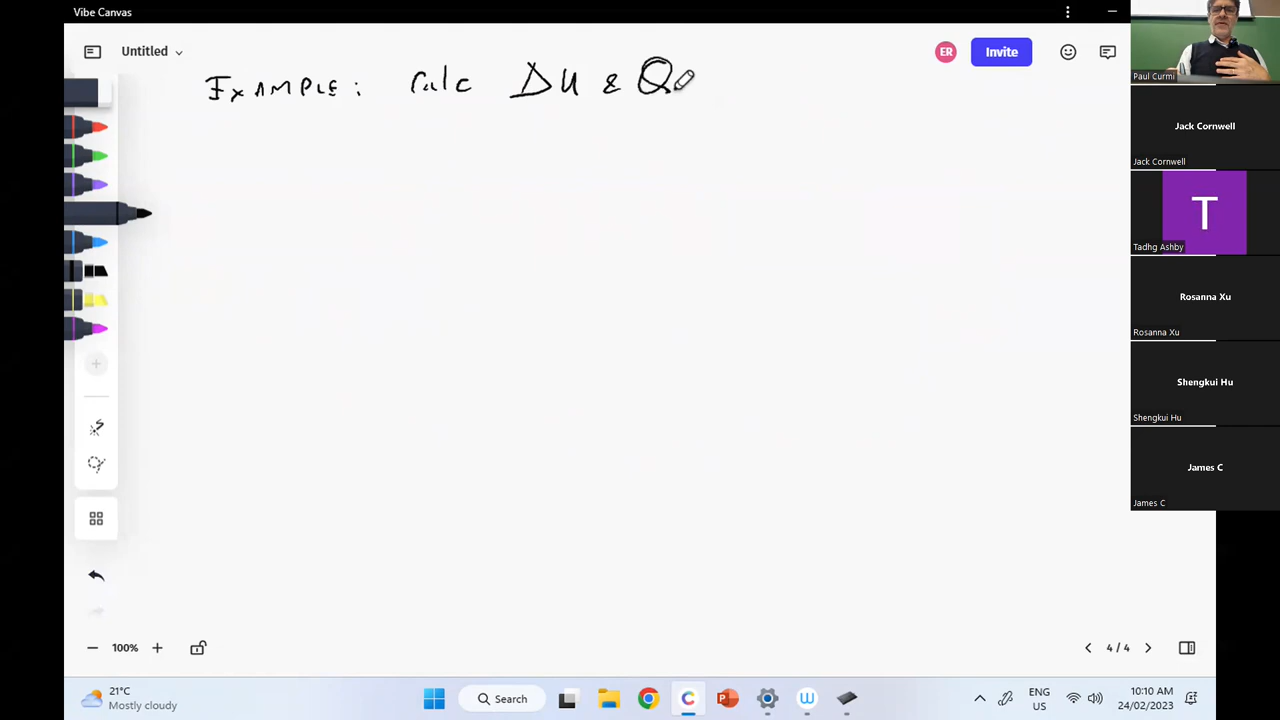 Vibe Canvas
Untitled
ER
Invite
EXAMPLE: calc ΔU & Q
Paul Curmi
Jack Cornwell
Jack Cornwell
T
Tadhg Ashby
Rosanna Xu
Rosanna Xu
Shengkui Hu
Shengkui Hu
James C
James C
100%
4 / 4
21°C
Mostly cloudy
Search
ENG
US
10:10 AM
24/02/2023